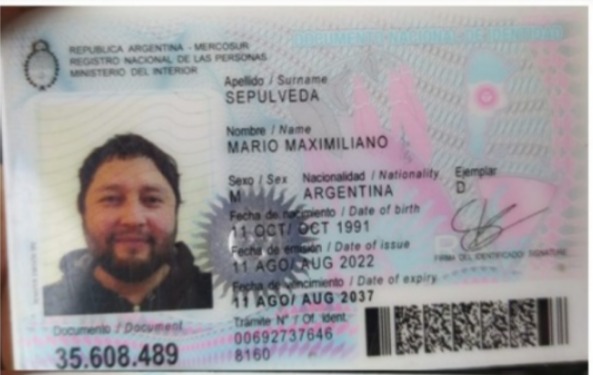 REPUBLICA ARGENTINA - MERCOSUR
REGISTRO NACIONAL DE LAS PERSONAS
MINISTERIO DEL INTERIOR
DOCUMENTO NACIONAL DE IDENTIDAD
Apellido / Surname
SEPULVEDA
Nombre / Name
MARIO MAXIMILIANO
Sexo / Sex Nacionalidad / Nationality Ejemplar
M ARGENTINA D
Fecha de nacimiento / Date of birth
11 OCT/ OCT 1991
Fecha de emisión / Date of issue
11 AGO/ AUG 2022
Fecha de vencimiento / Date of expiry
11 AGO/ AUG 2037
FIRMA DEL IDENTIFICADO SIGNATURE
Documento / Document
35.608.489
Trámite N° / Of. Ident.
00692737646
8160